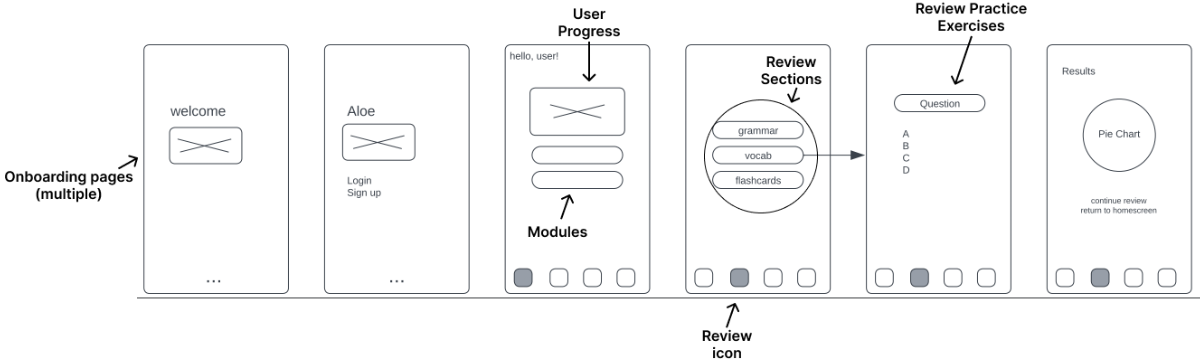 User
Progress
Review Practice
Exercises
Review
Sections
Onboarding pages
(multiple)
welcome
...
Aloe
Login
Sign up
...
hello, user!
Modules
grammar
vocab
flashcards
Review
icon
Question
A
B
C
D
Results
Pie Chart
continue review
return to homescreen